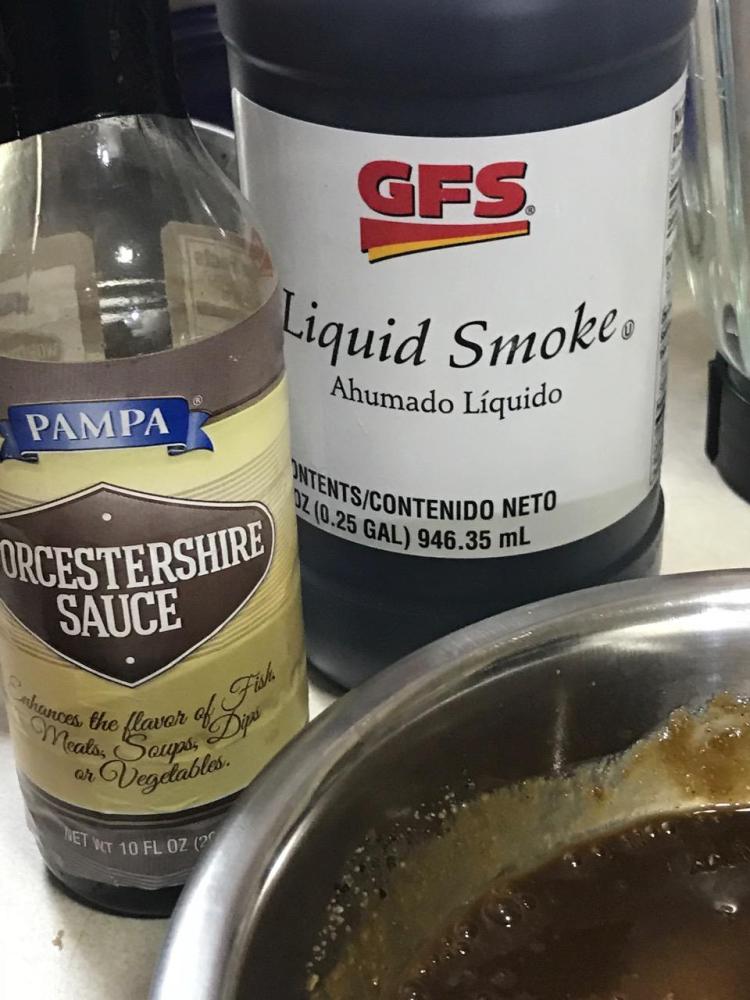 PAMPA
ORCESTERSHIRE
SAUCE
Enhances the flavor of Fish,
Meats, Soups, Dips
or Vegetables.
NET WT 10 FL OZ (2
GFS
Liquid Smoke
Ahumado Líquido
ONTENTS/CONTENIDO NETO
OZ (0.25 GAL) 946.35 mL